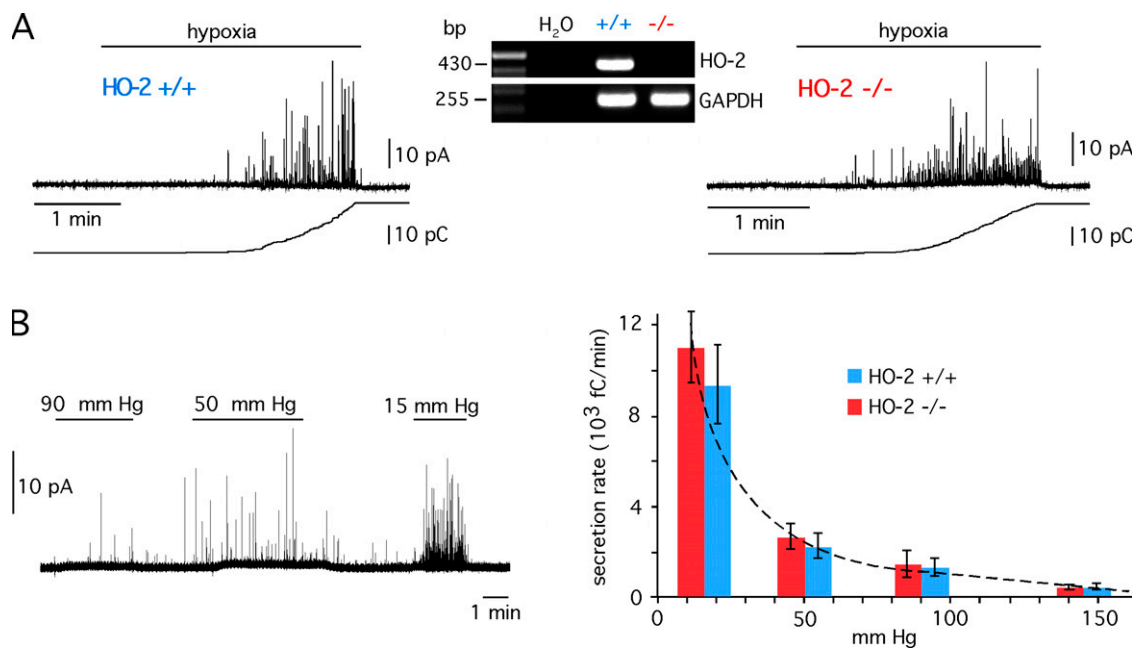 A
hypoxia
HO-2 +/+
10 pA
1 min
10 pC
bp
H₂O
+/+
-/-
430
HO-2
255
GAPDH
hypoxia
HO-2 -/-
10 pA
1 min
10 pC
B
90 mm Hg
50 mm Hg
15 mm Hg
10 pA
1 min
secretion rate (10³ fC/min)
12
8
4
0
HO-2 +/+
HO-2 -/-
0
50
100
150
mm Hg